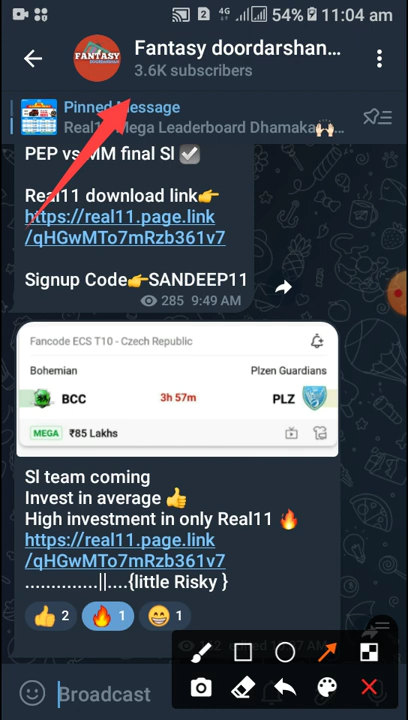 4G 54% 11:04 am
Fantasy doordarshan...
3.6K subscribers
FANTASY
Pinned Message
Real11 Mega Leaderboard Dhamaka🙌🏻...
PEP vs MM final Sl ✅
Real11 download link👉
https://real11.page.link
/qHGwMTo7mRzb361v7
Signup Code👉SANDEEP11
285 9:49 AM
Fancode ECS T10 - Czech Republic
Bohemian Plzen Guardians
BCC 3h 57m PLZ
MEGA ₹85 Lakhs
Sl team coming
Invest in average 👍
High investment in only Real11 🔥
https://real11.page.link
/qHGwMTo7mRzb361v7
..............||....{little Risky }
👍 2 🔥 1 😁 1
Broadcast